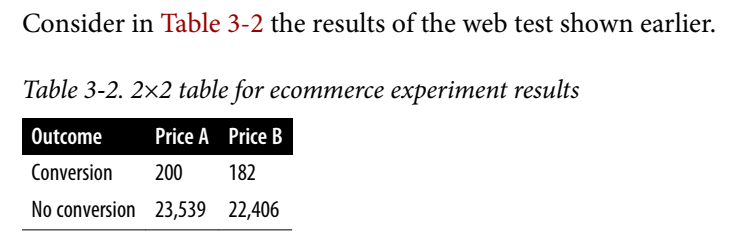 Consider in Table 3-2 the results of the web test shown earlier.
Table 3-2. 2×2 table for ecommerce experiment results
Outcome Price A Price B
Conversion 200 182
No conversion 23,539 22,406